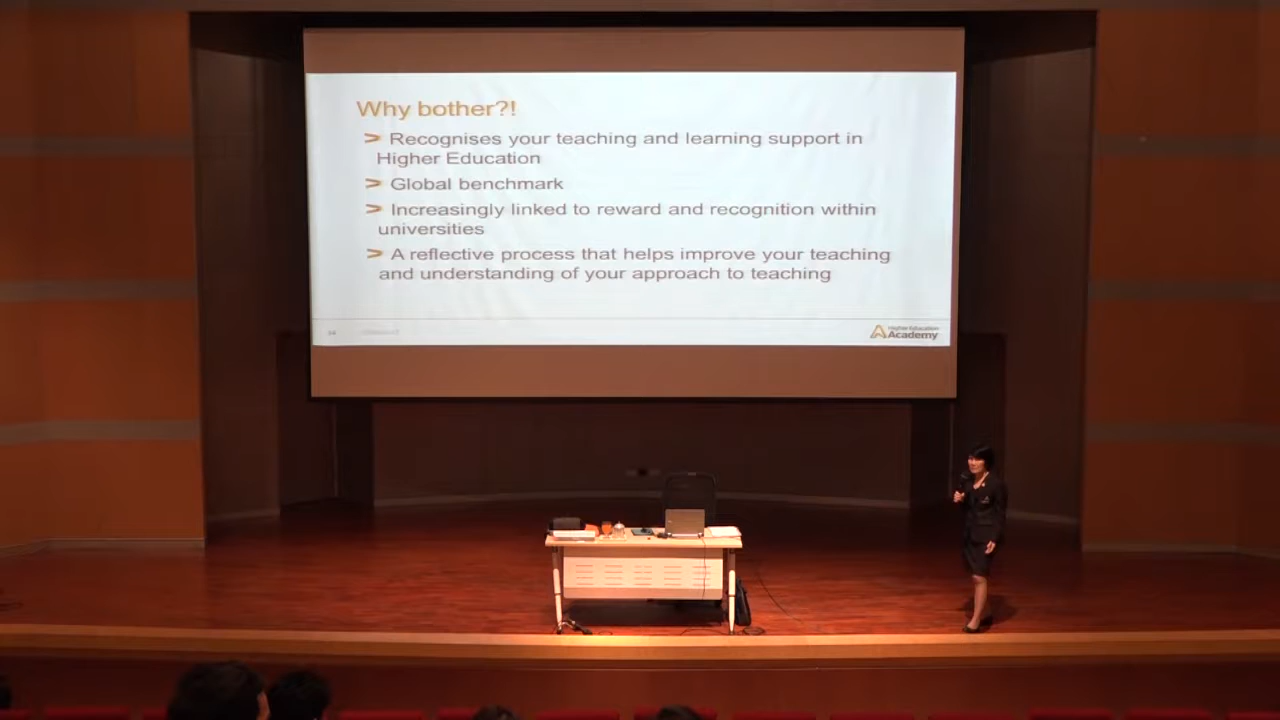 Why bother?!
> Recognises your teaching and learning support in
Higher Education
> Global benchmark
> Increasingly linked to reward and recognition within
universities
> A reflective process that helps improve your teaching
and understanding of your approach to teaching
Higher Education
Academy